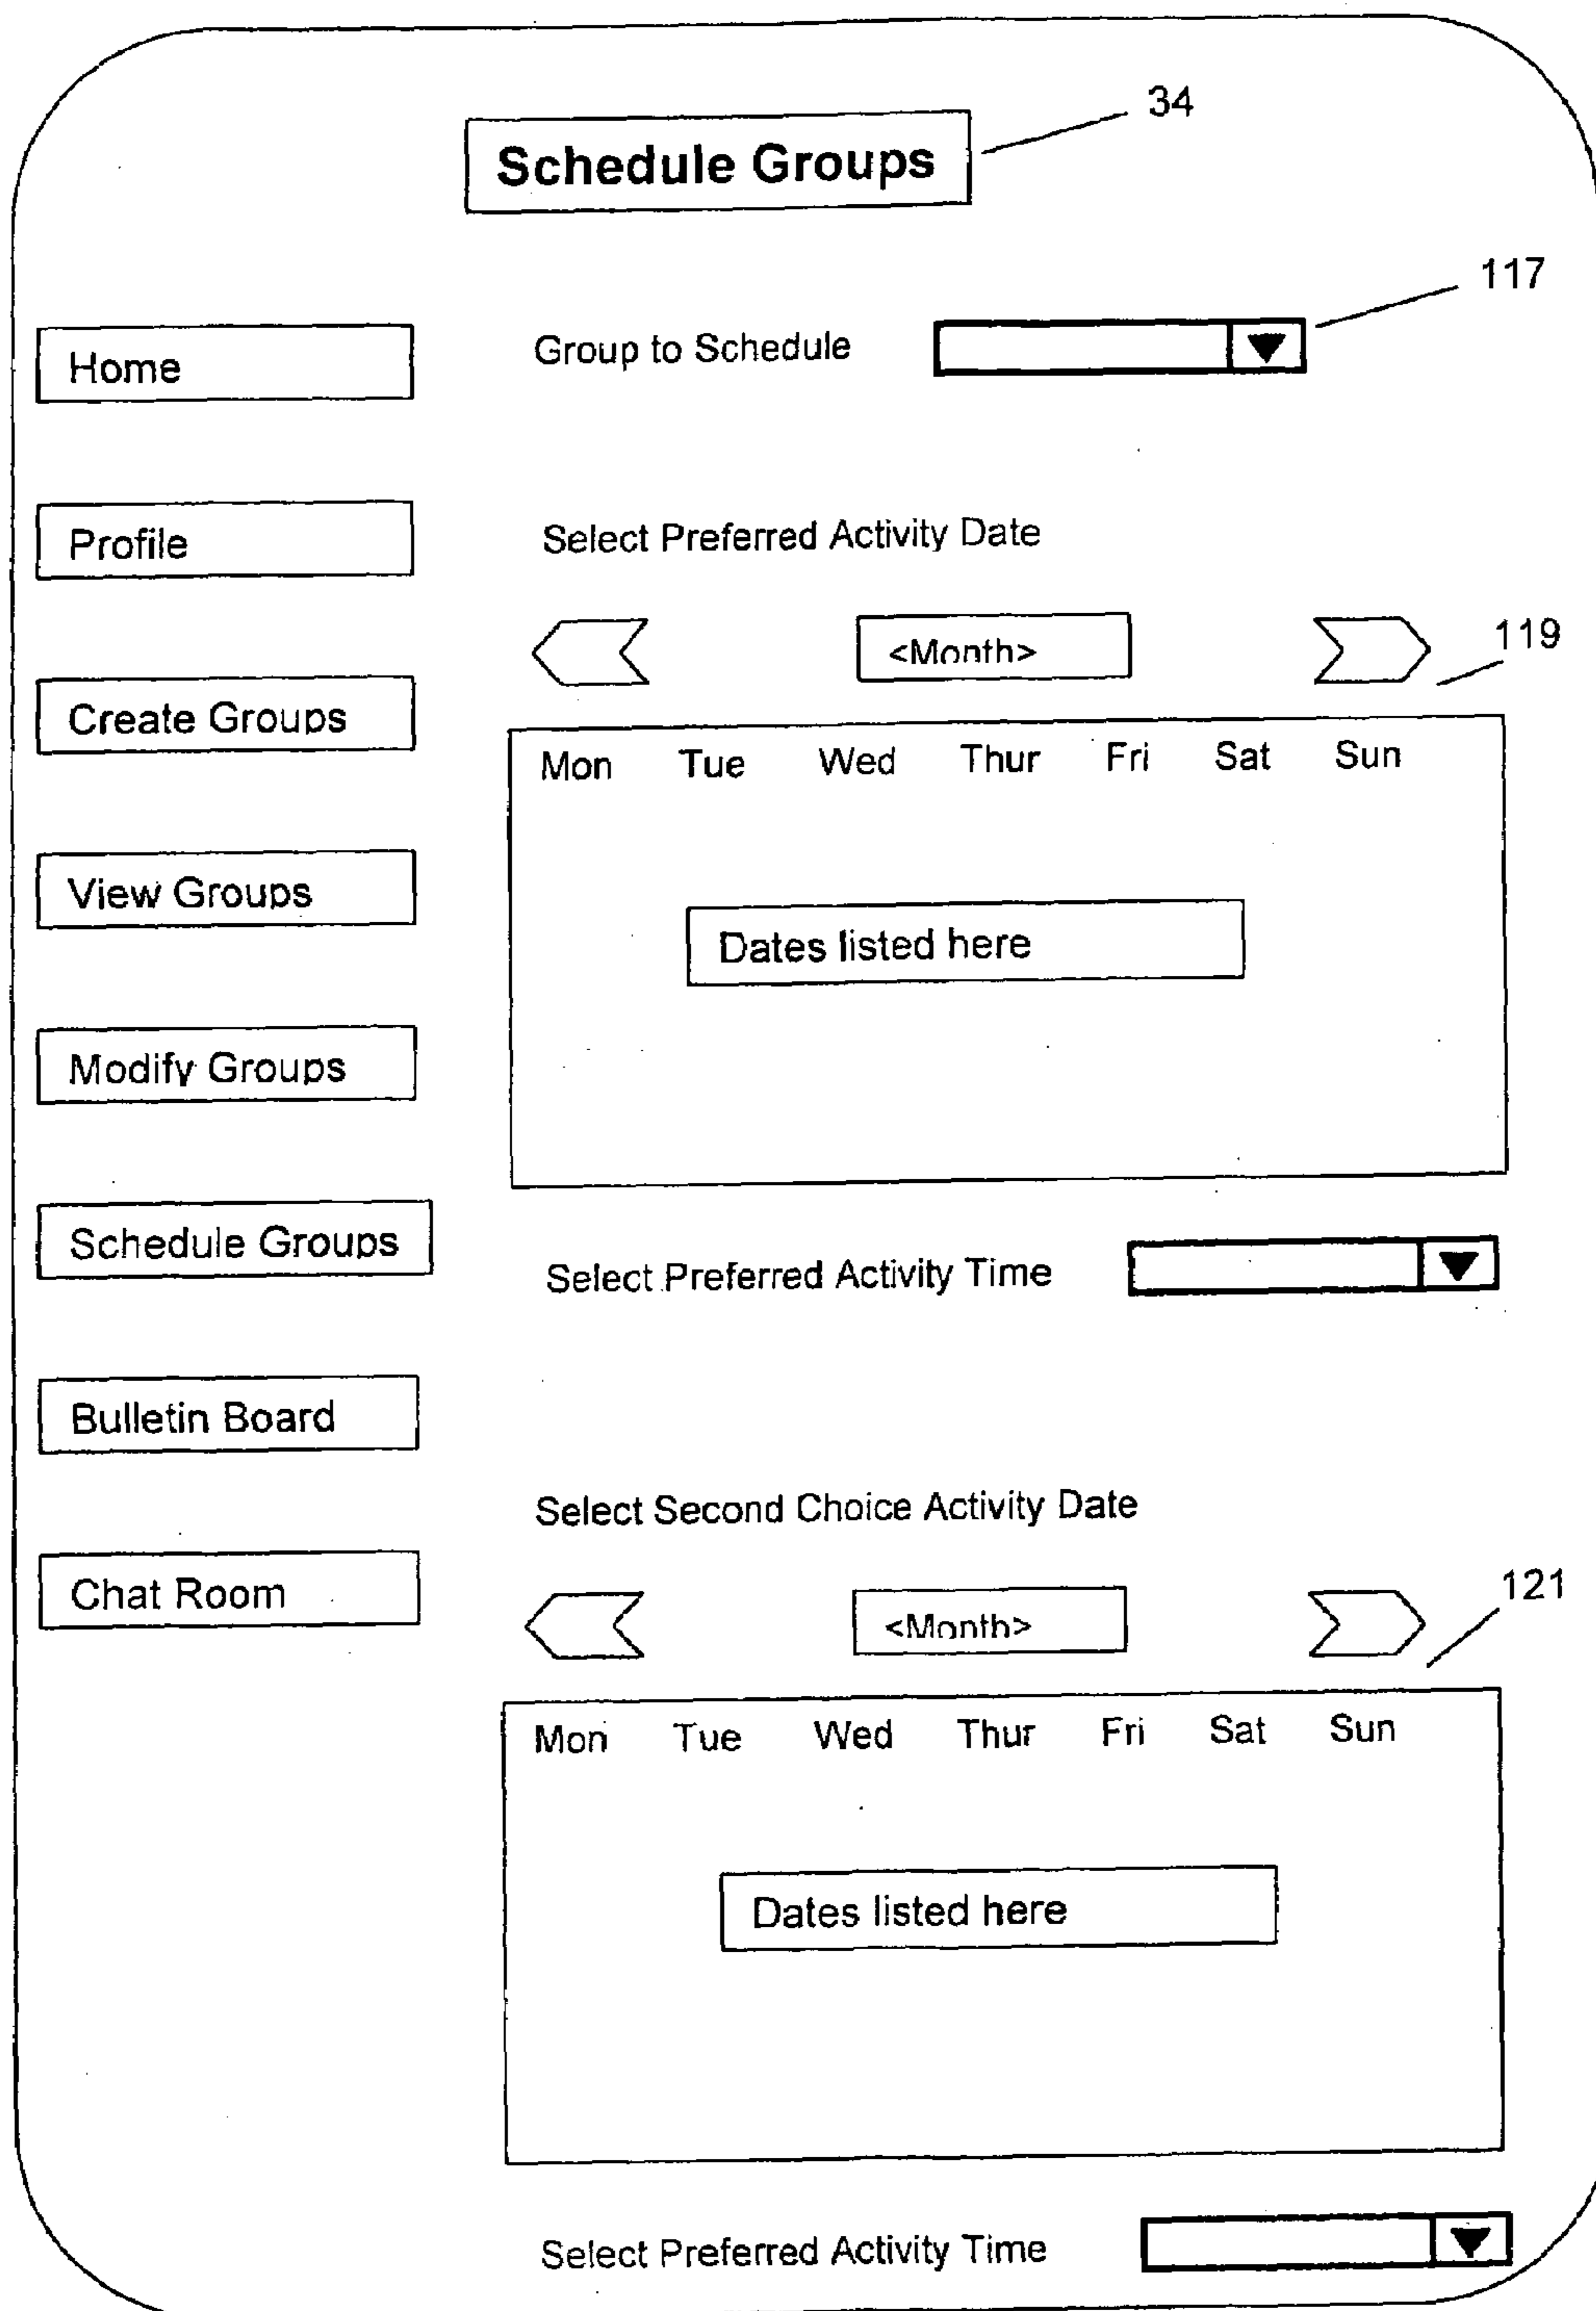 34
Schedule Groups
117
Home
Group to Schedule
Profile
Select Preferred Activity Date
<Month>
119
Create Groups
Mon Tue Wed Thur Fri Sat Sun
View Groups
Dates listed here
Modify Groups
Schedule Groups
Select Preferred Activity Time
Bulletin Board
Select Second Choice Activity Date
Chat Room
<Month>
121
Mon Tue Wed Thur Fri Sat Sun
Dates listed here
Select Preferred Activity Time